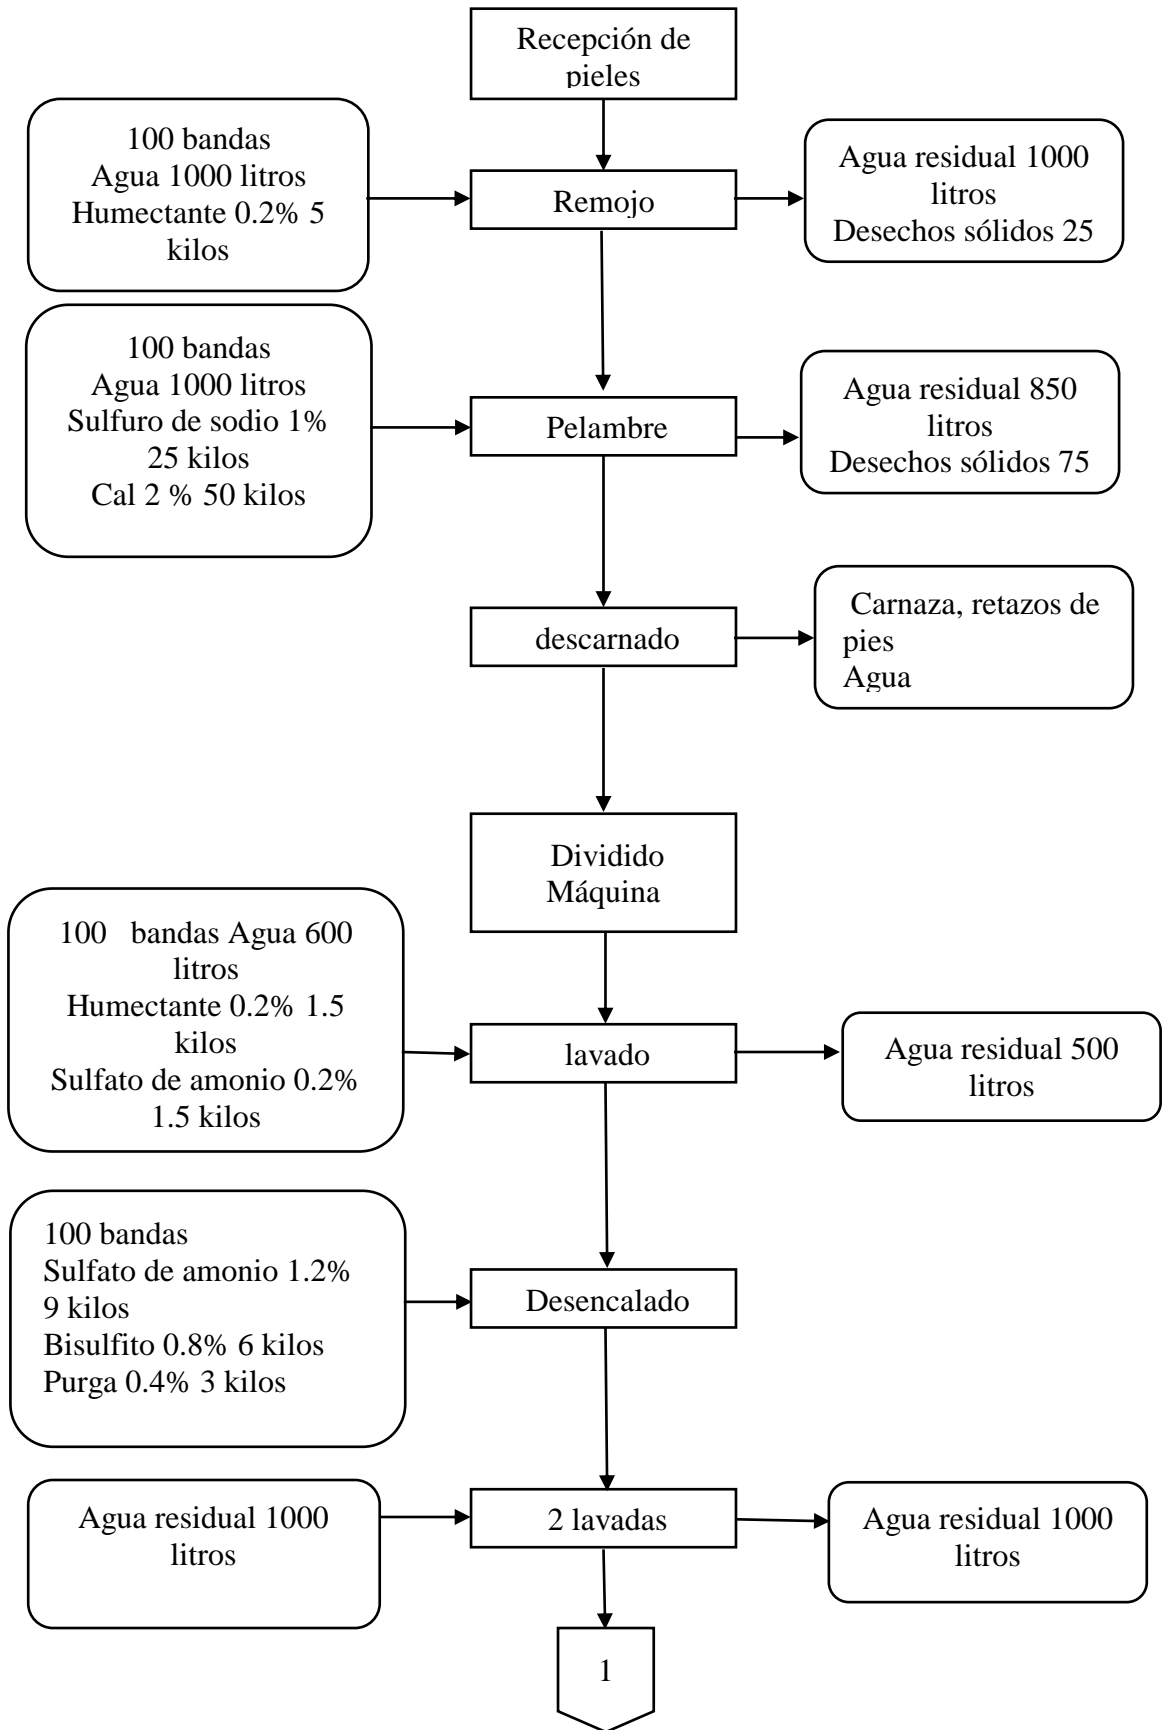 Recepción de
pieles
100 bandas
Agua 1000 litros
Humectante 0.2% 5
kilos
Remojo
Agua residual 1000
litros
Desechos sólidos 25
100 bandas
Agua 1000 litros
Sulfuro de sodio 1%
25 kilos
Cal 2 % 50 kilos
Pelambre
Agua residual 850
litros
Desechos sólidos 75
descarnado
Carnaza, retazos de
pies
Agua
Dividido
Máquina
100 bandas Agua 600
litros
Humectante 0.2% 1.5
kilos
Sulfato de amonio 0.2%
1.5 kilos
lavado
Agua residual 500
litros
100 bandas
Sulfato de amonio 1.2%
9 kilos
Bisulfito 0.8% 6 kilos
Purga 0.4% 3 kilos
Desencalado
Agua residual 1000
litros
2 lavadas
Agua residual 1000
litros
1